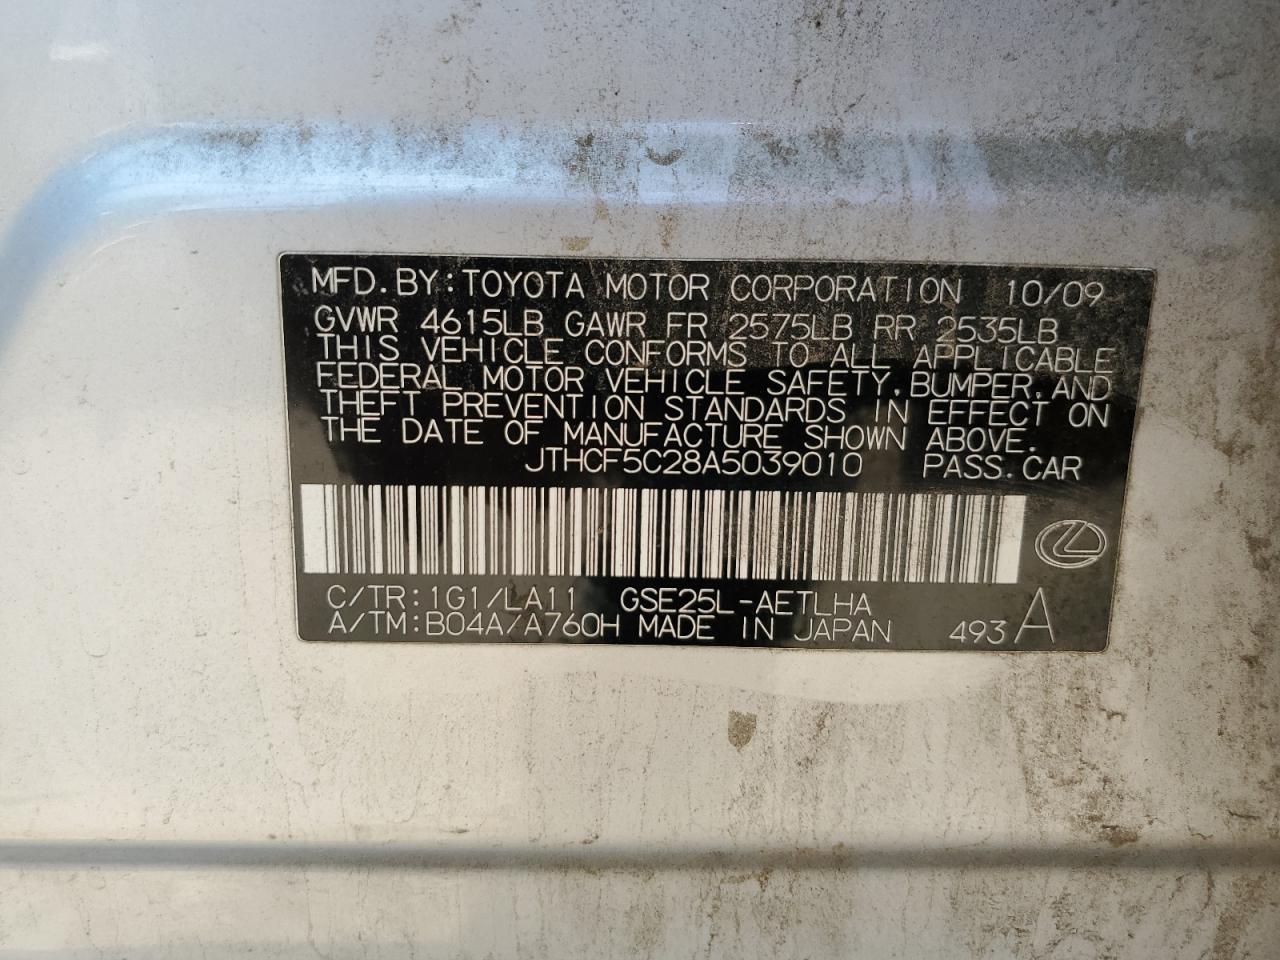 MFD. BY: TOYOTA MOTOR CORPORATION 10/09
GVWR 4615LB GAWR FR 2575LB RR 2535LB
THIS VEHICLE CONFORMS TO ALL APPLICABLE
FEDERAL MOTOR VEHICLE SAFETY, BUMPER, AND
THEFT PREVENTION STANDARDS IN EFFECT ON
THE DATE OF MANUFACTURE SHOWN ABOVE.
JTHCF5C28A5039010 PASS. CAR
C/TR: 1G1/LA11 GSE25L-AETLHA
A/TM: B04A/A760H MADE IN JAPAN 493 A